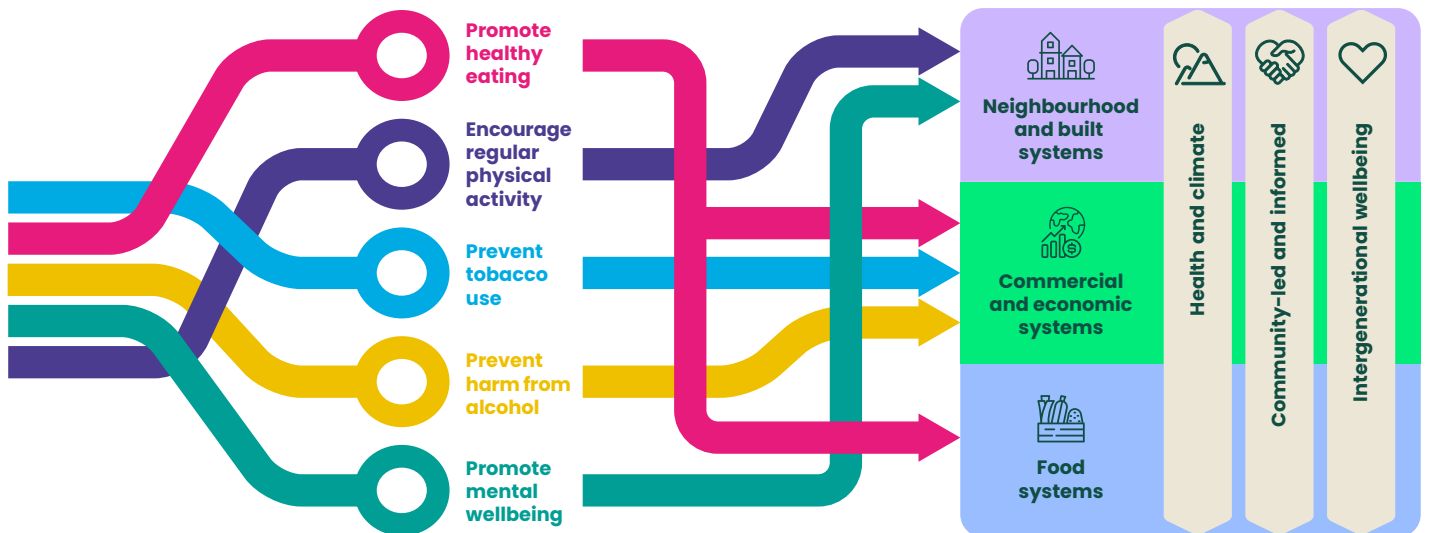 Promote
healthy
eating
Encourage
regular
physical
activity
Prevent
tobacco
use
Prevent
harm from
alcohol
Promote
mental
wellbeing
Neighbourhood
and built
systems
Commercial
and economic
systems
Food
systems
Health and climate
Community-led and informed
Intergenerational wellbeing